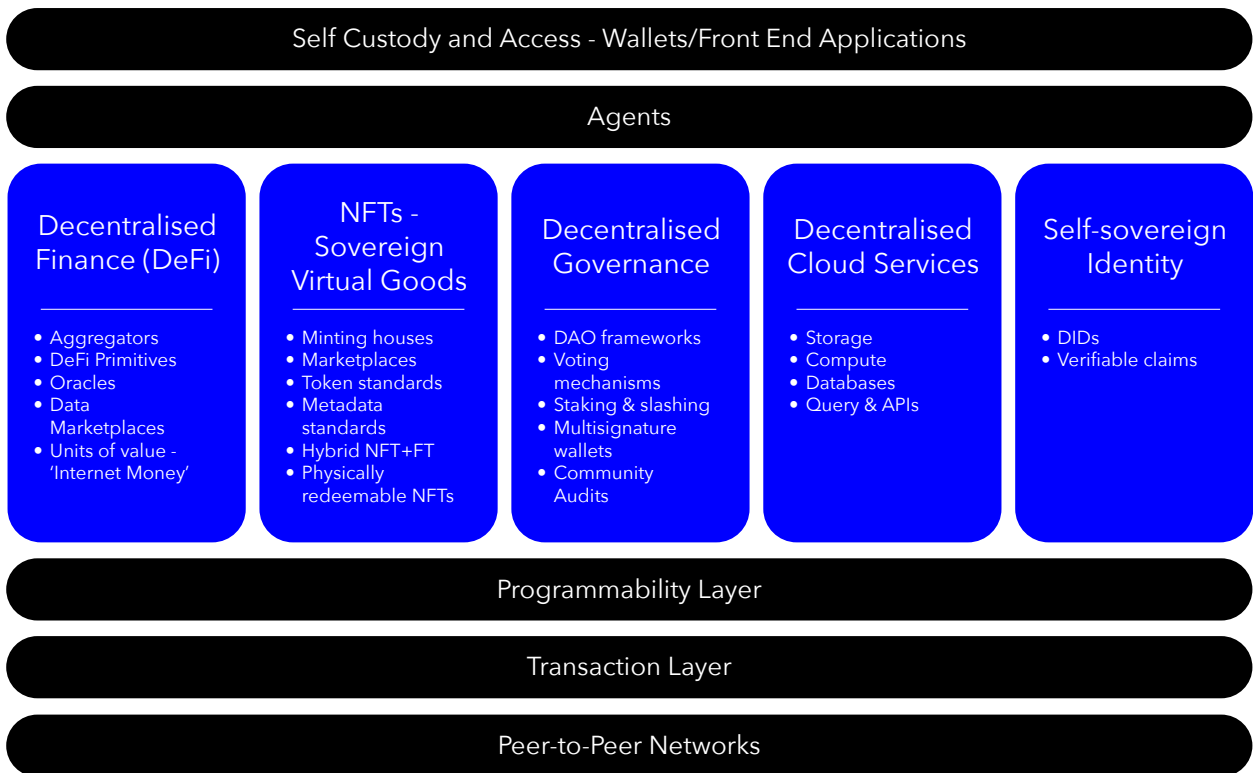 Self Custody and Access - Wallets/Front End Applications
Agents
Decentralised
Finance (DeFi)
• Aggregators
• DeFi Primitives
• Oracles
• Data
Marketplaces
• Units of value -
‘Internet Money’
NFTs -
Sovereign
Virtual Goods
• Minting houses
• Marketplaces
• Token standards
• Metadata
standards
• Hybrid NFT+FT
• Physically
redeemable NFTs
Decentralised
Governance
• DAO frameworks
• Voting
mechanisms
• Staking & slashing
• Multisignature
wallets
• Community
Audits
Decentralised
Cloud Services
• Storage
• Compute
• Databases
• Query & APIs
Self-sovereign
Identity
• DIDs
• Verifiable claims
Programmability Layer
Transaction Layer
Peer-to-Peer Networks